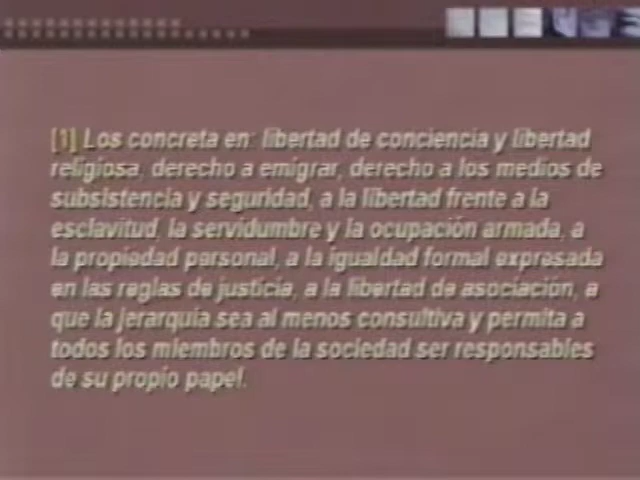 [1] Los concreta en: libertad de conciencia y libertad
religiosa, derecho a emigrar, derecho a los medios de
subsistencia y seguridad, a la libertad frente a la
esclavitud, la servidumbre y la ocupación armada, a
la propiedad personal, a la igualdad formal expresada
en las reglas de justicia, a la libertad de asociación, a
que la jerarquía sea al menos consultiva y permita a
todos los miembros de la sociedad ser responsables
de su propio papel.